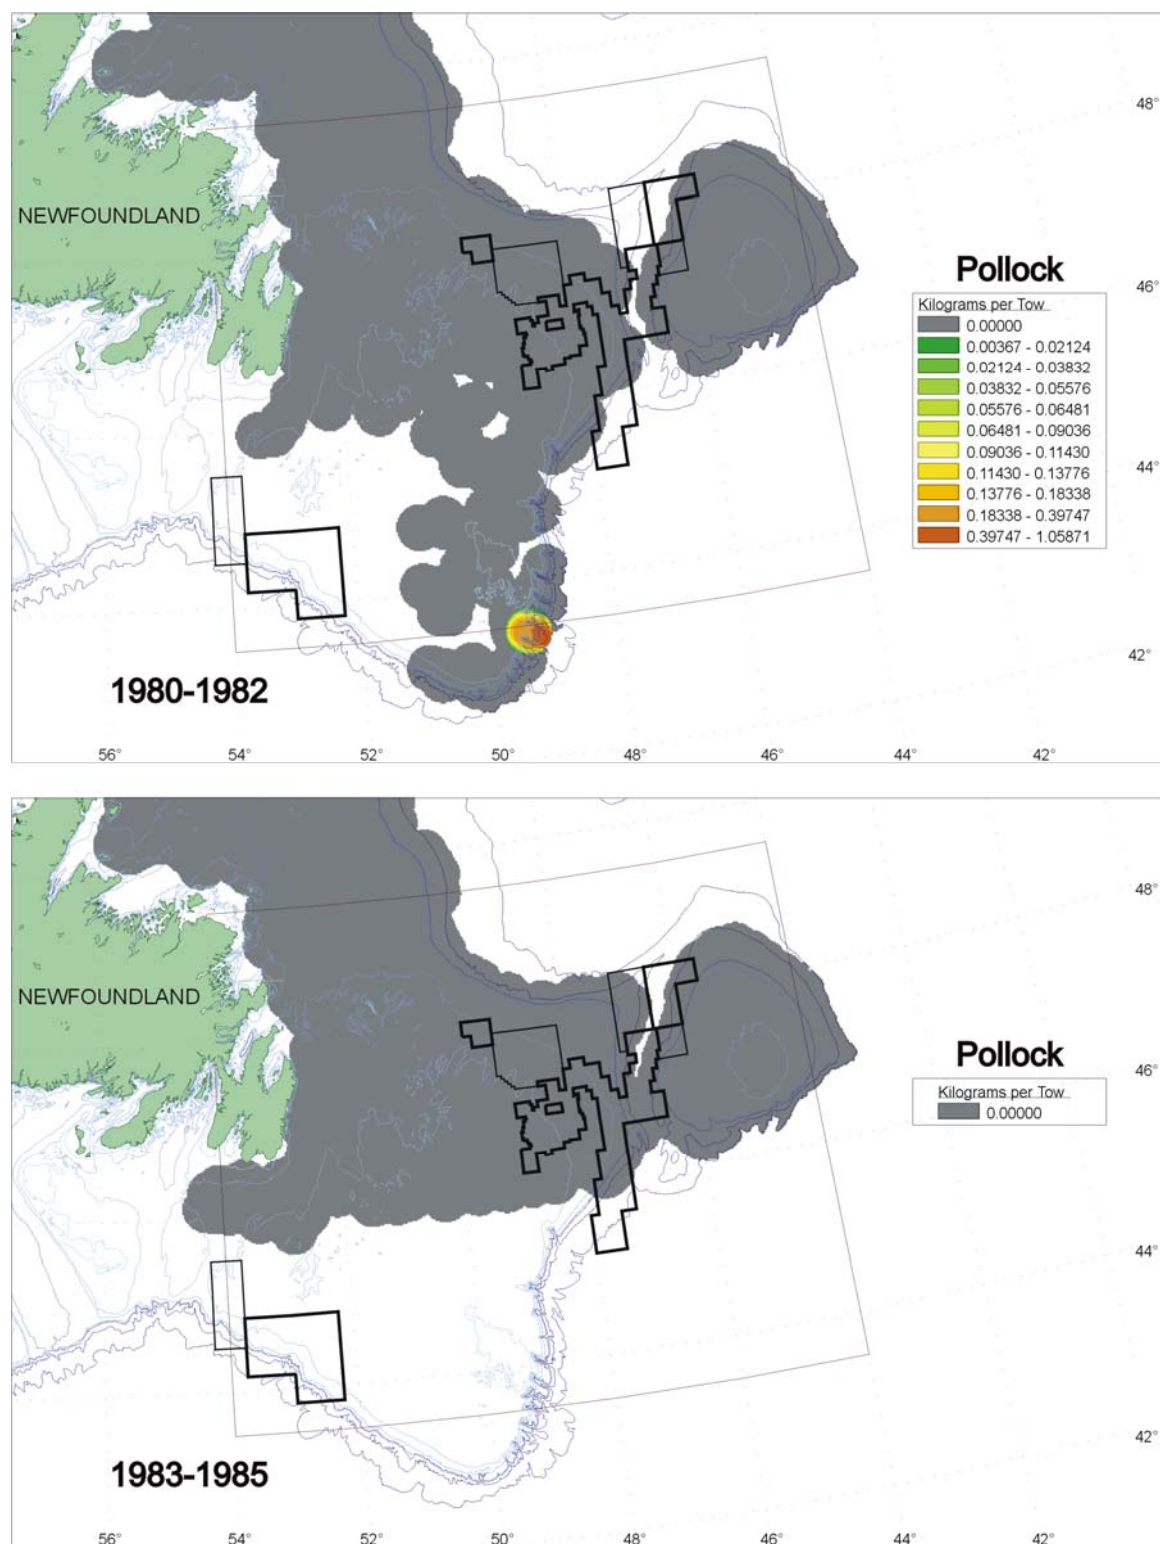 48°
NEWFOUNDLAND
Pollock
46°
Kilograms per Tow
0.00000
0.00367 - 0.02124
0.02124 - 0.03832
0.03832 - 0.05576
0.05576 - 0.06481
0.06481 - 0.09036
0.09036 - 0.11430
0.11430 - 0.13776
0.13776 - 0.18338
0.18338 - 0.39747
0.39747 - 1.05871
44°
42°
1980-1982
56° 54° 52° 50° 48° 46° 44° 42°
48°
NEWFOUNDLAND
Pollock
46°
Kilograms per Tow
0.00000
44°
42°
1983-1985
56° 54° 52° 50° 48° 46° 44° 42°